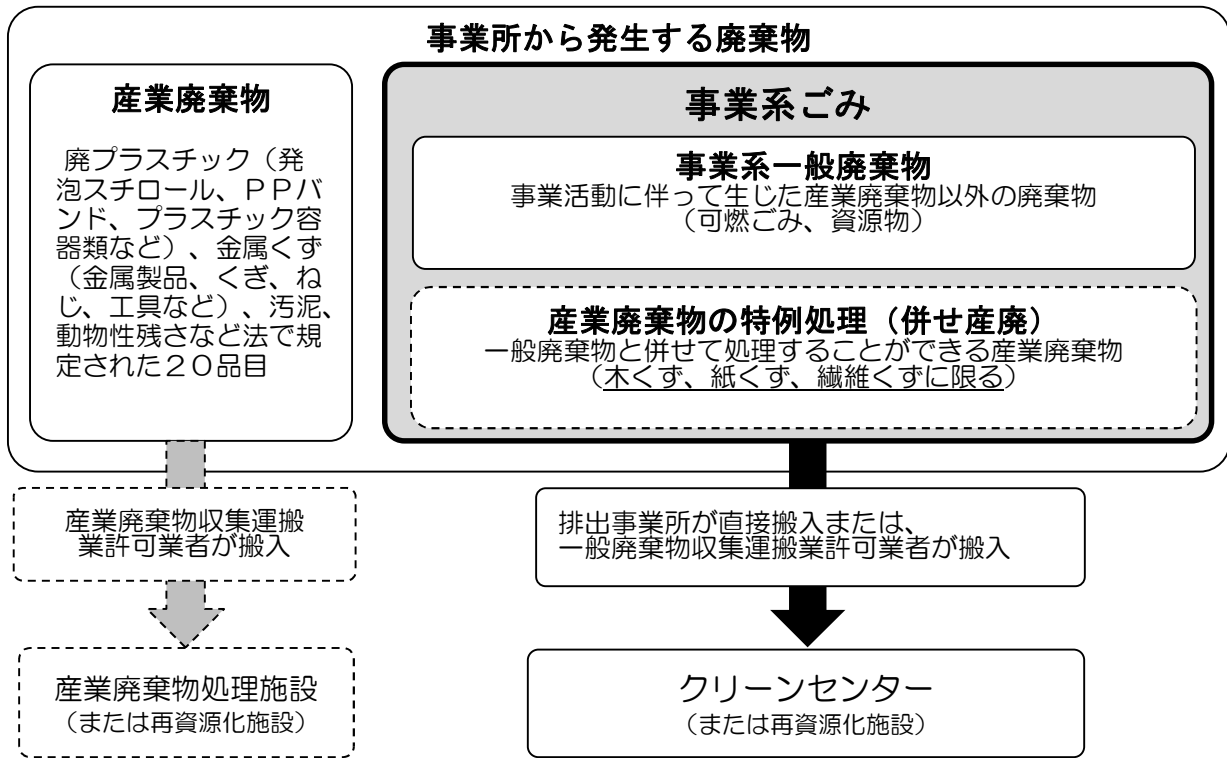 事業所から発生する廃棄物
産業廃棄物
廃プラスチック（発
泡スチロール、ＰＰバ
ンド、プラスチック容
器類など）、金属くず
（金属製品、くぎ、ね
じ、工具など）、汚泥、
動物性残さなど法で規
定された２０品目
事業系ごみ
事業系一般廃棄物
事業活動に伴って生じた産業廃棄物以外の廃棄物
（可燃ごみ、資源物）
産業廃棄物の特例処理（併せ産廃）
一般廃棄物と併せて処理することができる産業廃棄物
（木くず、紙くず、繊維くずに限る）
産業廃棄物収集運搬
業許可業者が搬入
排出事業所が直接搬入または、
一般廃棄物収集運搬業許可業者が搬入
産業廃棄物処理施設
（または再資源化施設）
クリーンセンター
（または再資源化施設）